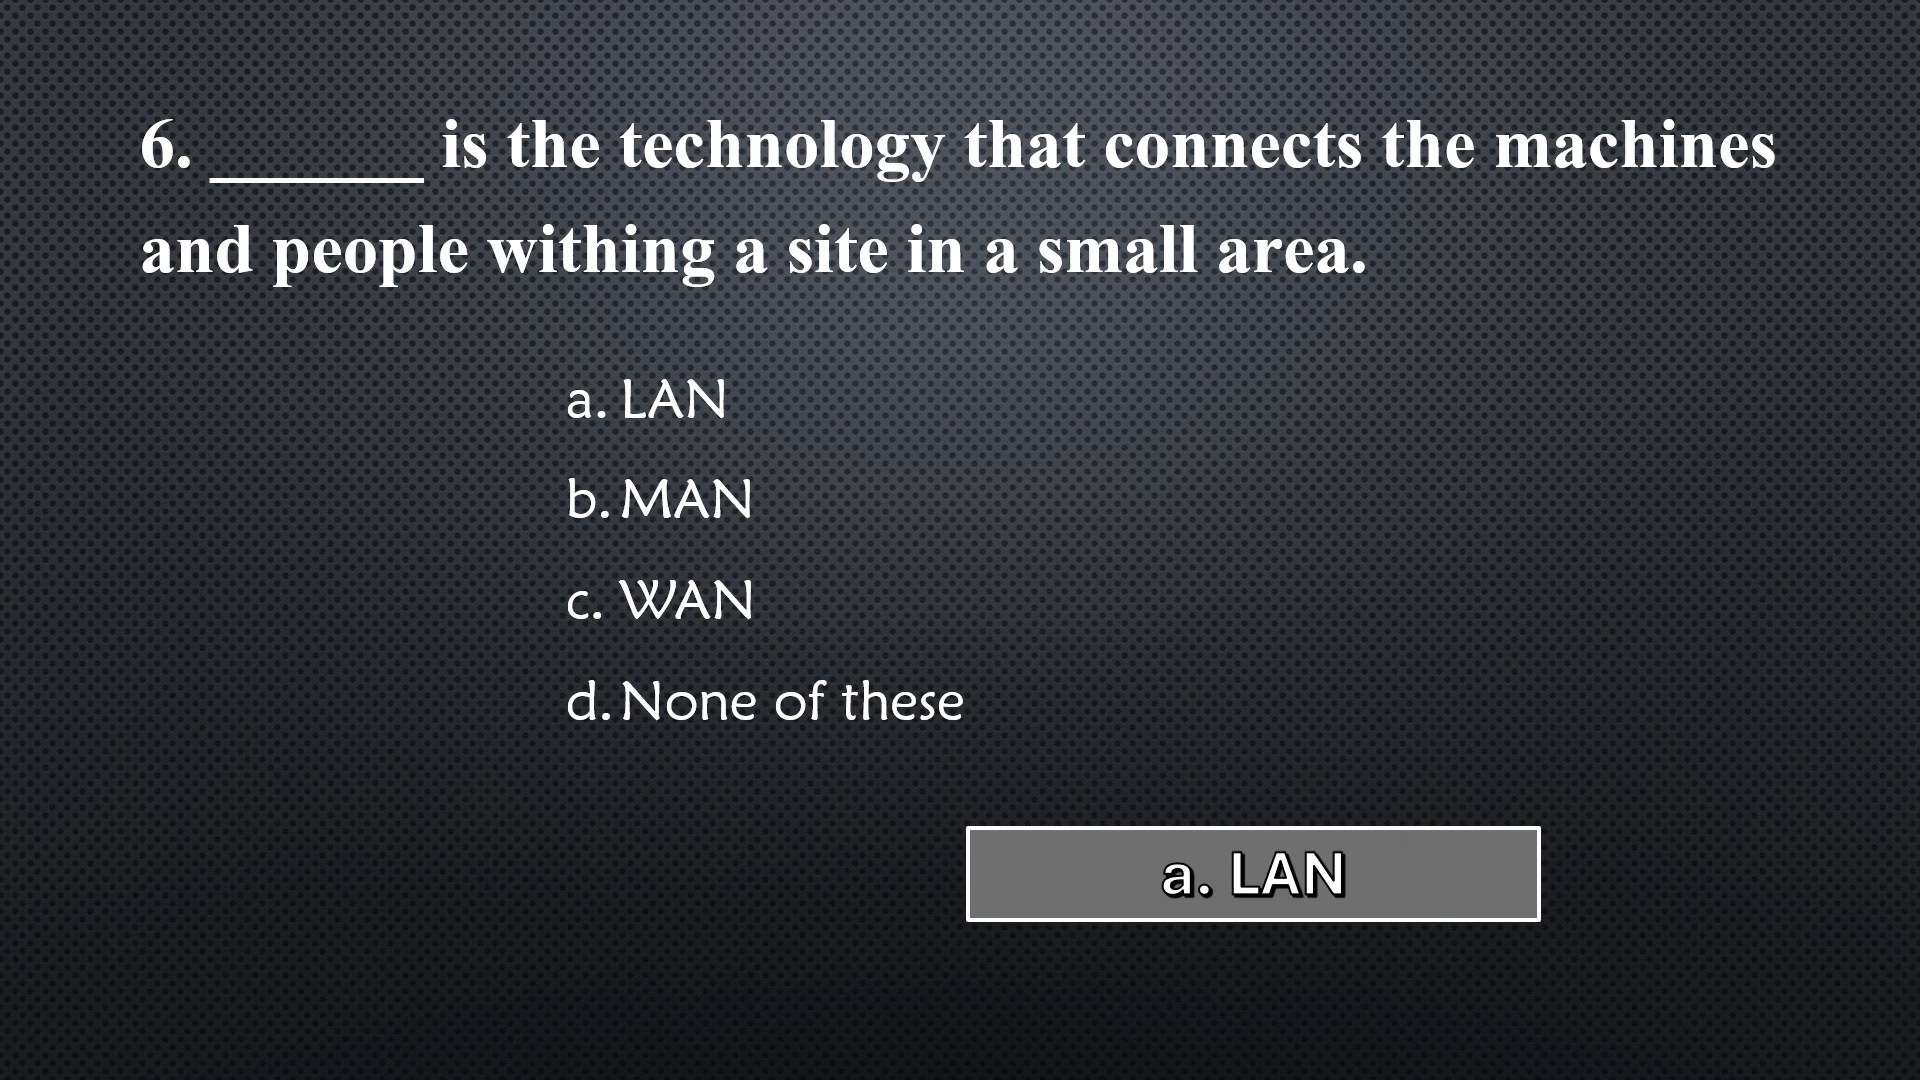 6. ______ is the technology that connects the machines
and people withing a site in a small area.
a. LAN
b. MAN
c. WAN
d. None of these
a. LAN